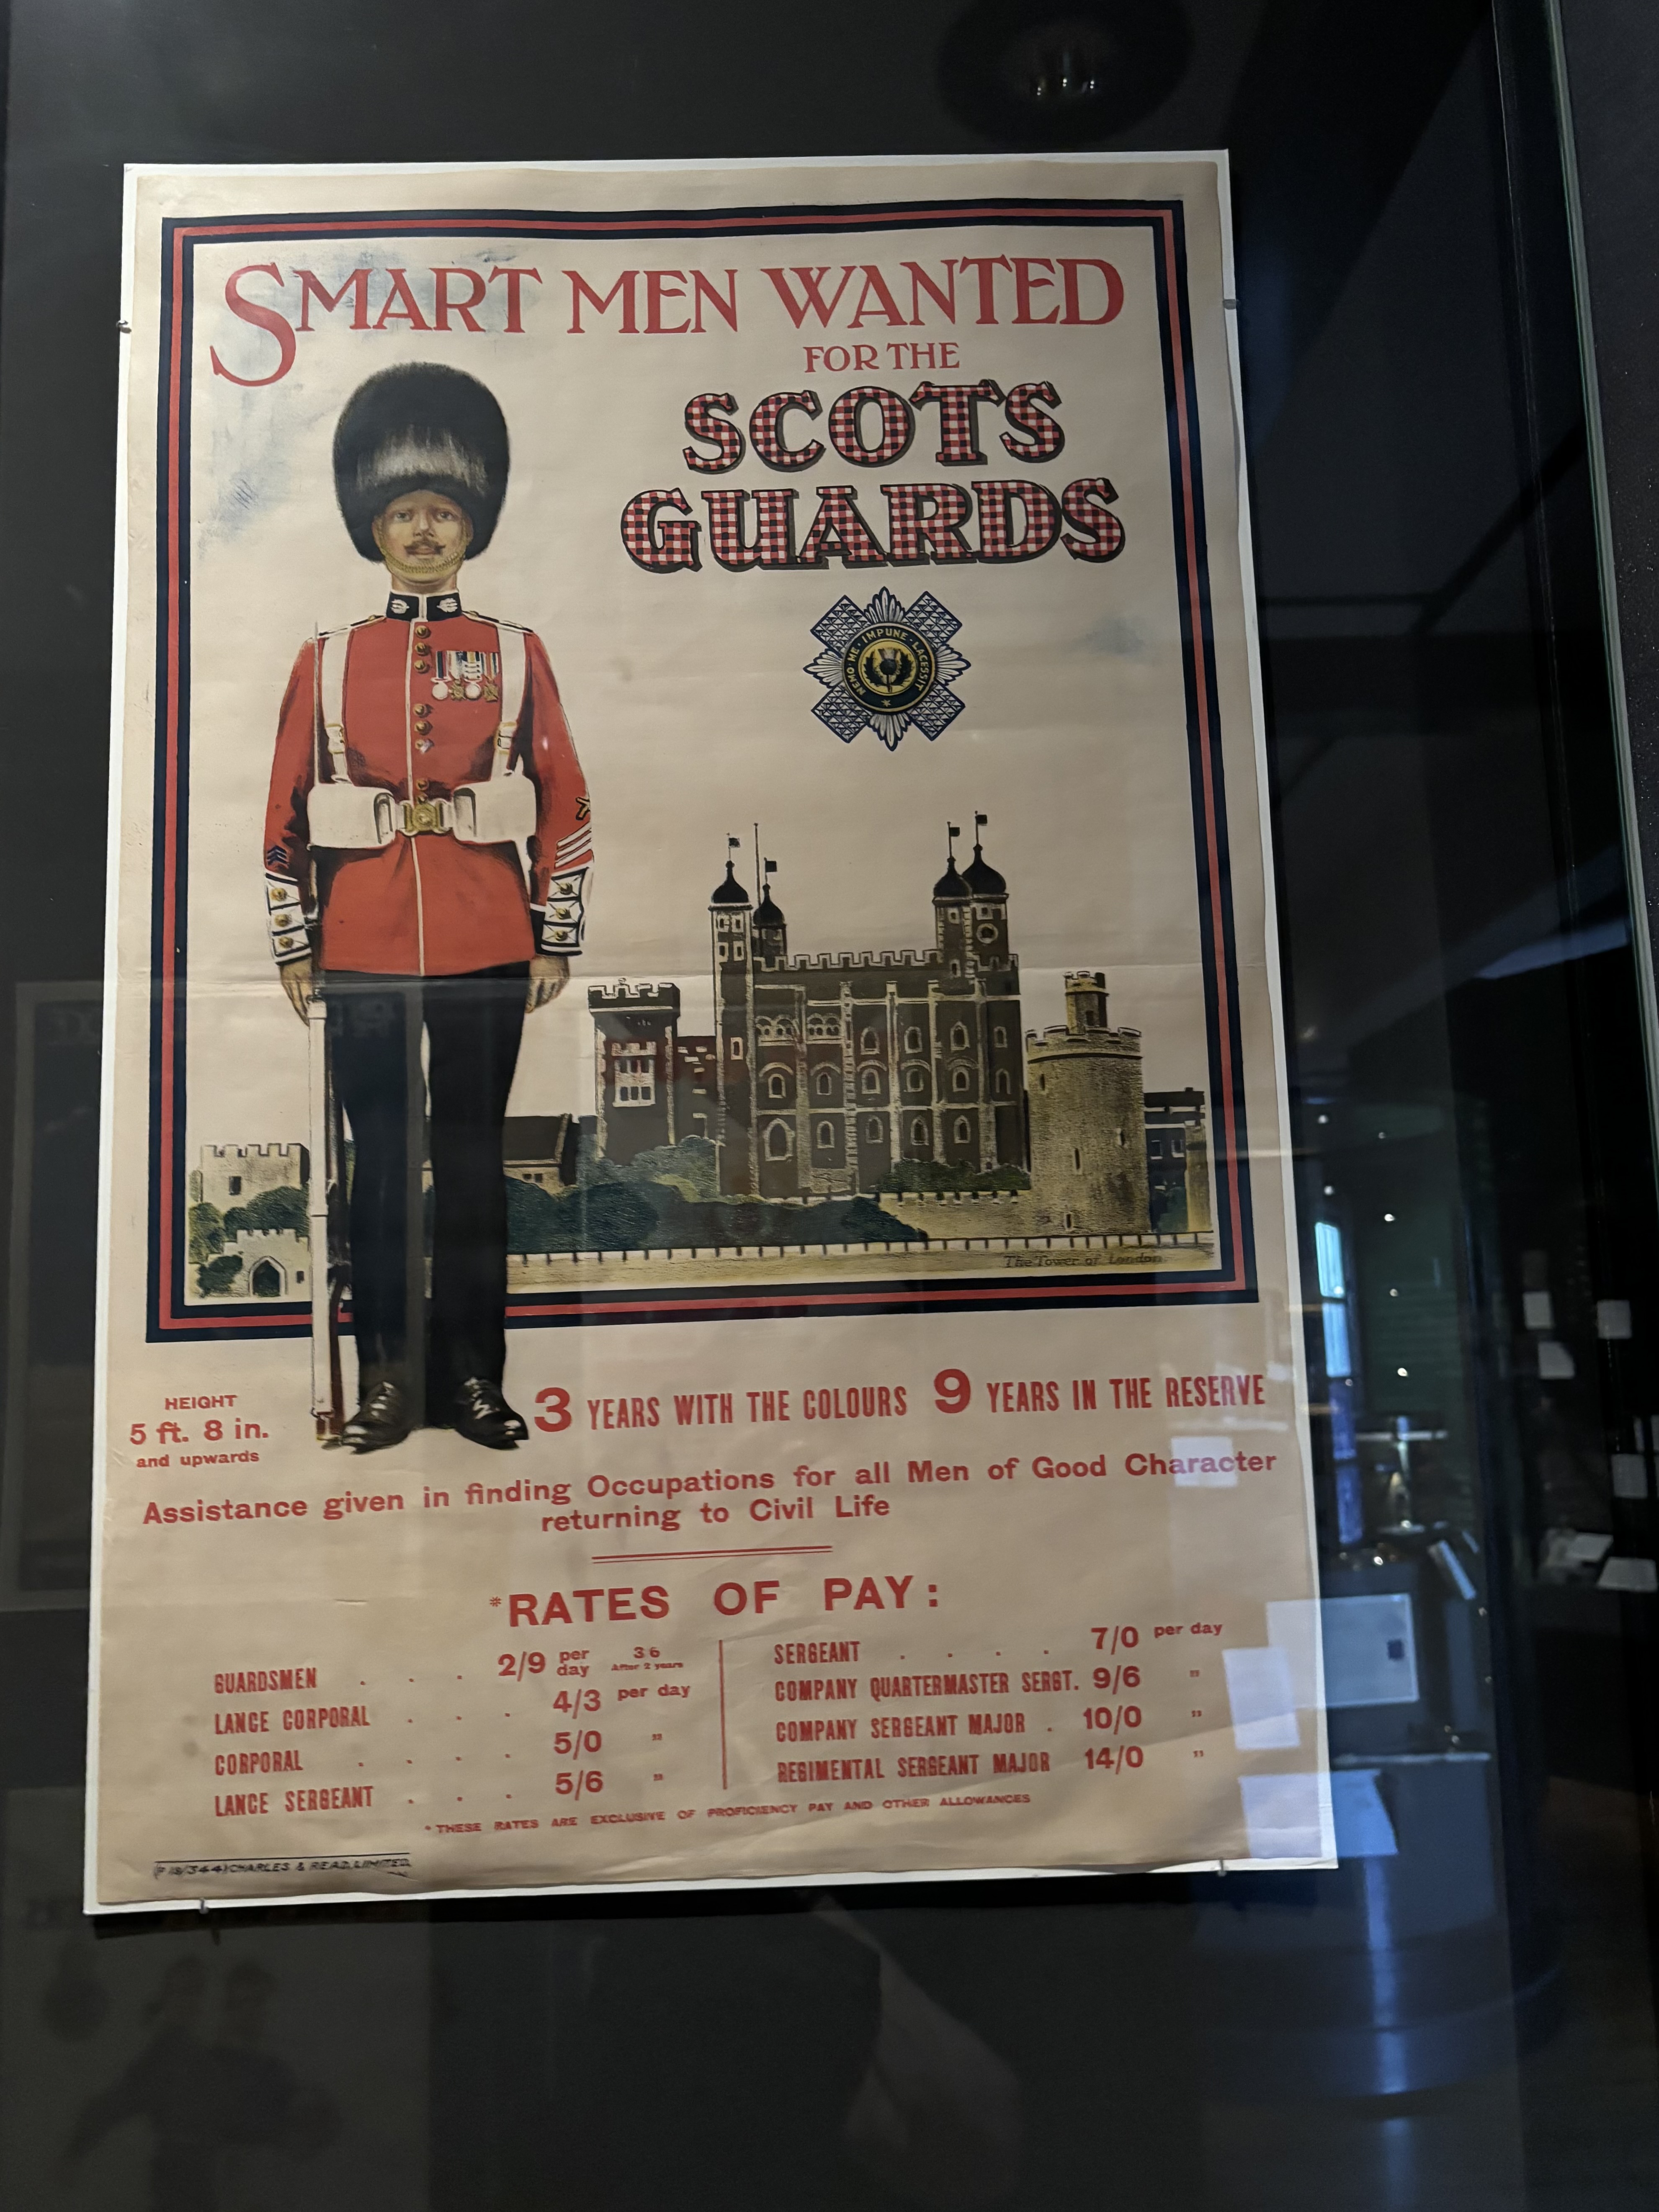 SMART MEN WANTED
FOR THE
SCOTS
GUARDS
NEMO · ME · IMPUNE · LACESSIT
The Tower of London
HEIGHT
5 ft. 8 in.
and upwards
3 YEARS WITH THE COLOURS 9 YEARS IN THE RESERVE
Assistance given in finding Occupations for all Men of Good Character
returning to Civil Life
*RATES OF PAY:
GUARDSMEN . . . 2/9 per day 3 6 After 2 years
LANCE CORPORAL . . . 4/3 per day
CORPORAL . . . . 5/0 "
LANCE SERGEANT . . . 5/6 "
SERGEANT . . . . 7/0 per day
COMPANY QUARTERMASTER SERGT. 9/6 "
COMPANY SERGEANT MAJOR . 10/0 "
REGIMENTAL SERGEANT MAJOR 14/0 "
* THESE RATES ARE EXCLUSIVE OF PROFICIENCY PAY AND OTHER ALLOWANCES
(P 18/344) CHARLES & READ, LIMITED.